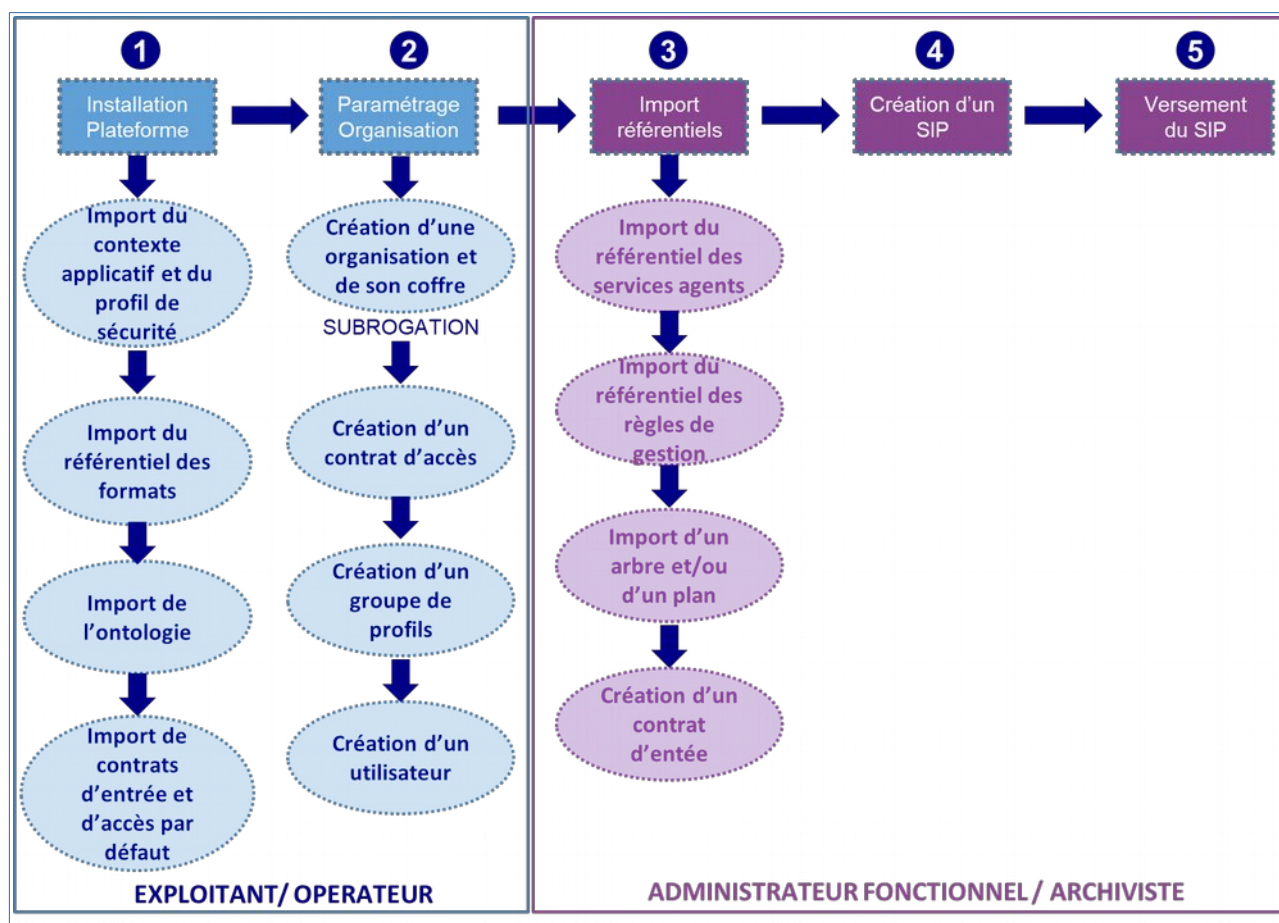 1
Installation
Plateforme
Import du
contexte
applicatif et du
profil de
sécurité
Import du
référentiel des
formats
Import de
l'ontologie
Import de
contrats
d'entrée et
d'accès par
défaut
2
Paramétrage
Organisation
Création d'une
organisation et
de son coffre
SUBROGATION
Création d'un
contrat d'accès
Création d'un
groupe de
profils
Création d'un
utilisateur
EXPLOITANT/ OPERATEUR
3
Import
référentiels
Import du
référentiel des
services agents
Import du
référentiel des
règles de
gestion
Import d'un
arbre et/ou
d'un plan
Création d'un
contrat
d'entée
4
Création d'un
SIP
5
Versement
du SIP
ADMINISTRATEUR FONCTIONNEL / ARCHIVISTE